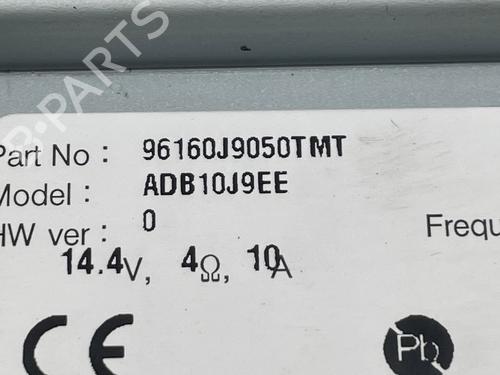 B-PARTS
Part No : 96160J9050TMT
Model : ADB10J9EE
HW ver : 0
Frequ
14.4V, 4Ω, 10A
CE
Pb